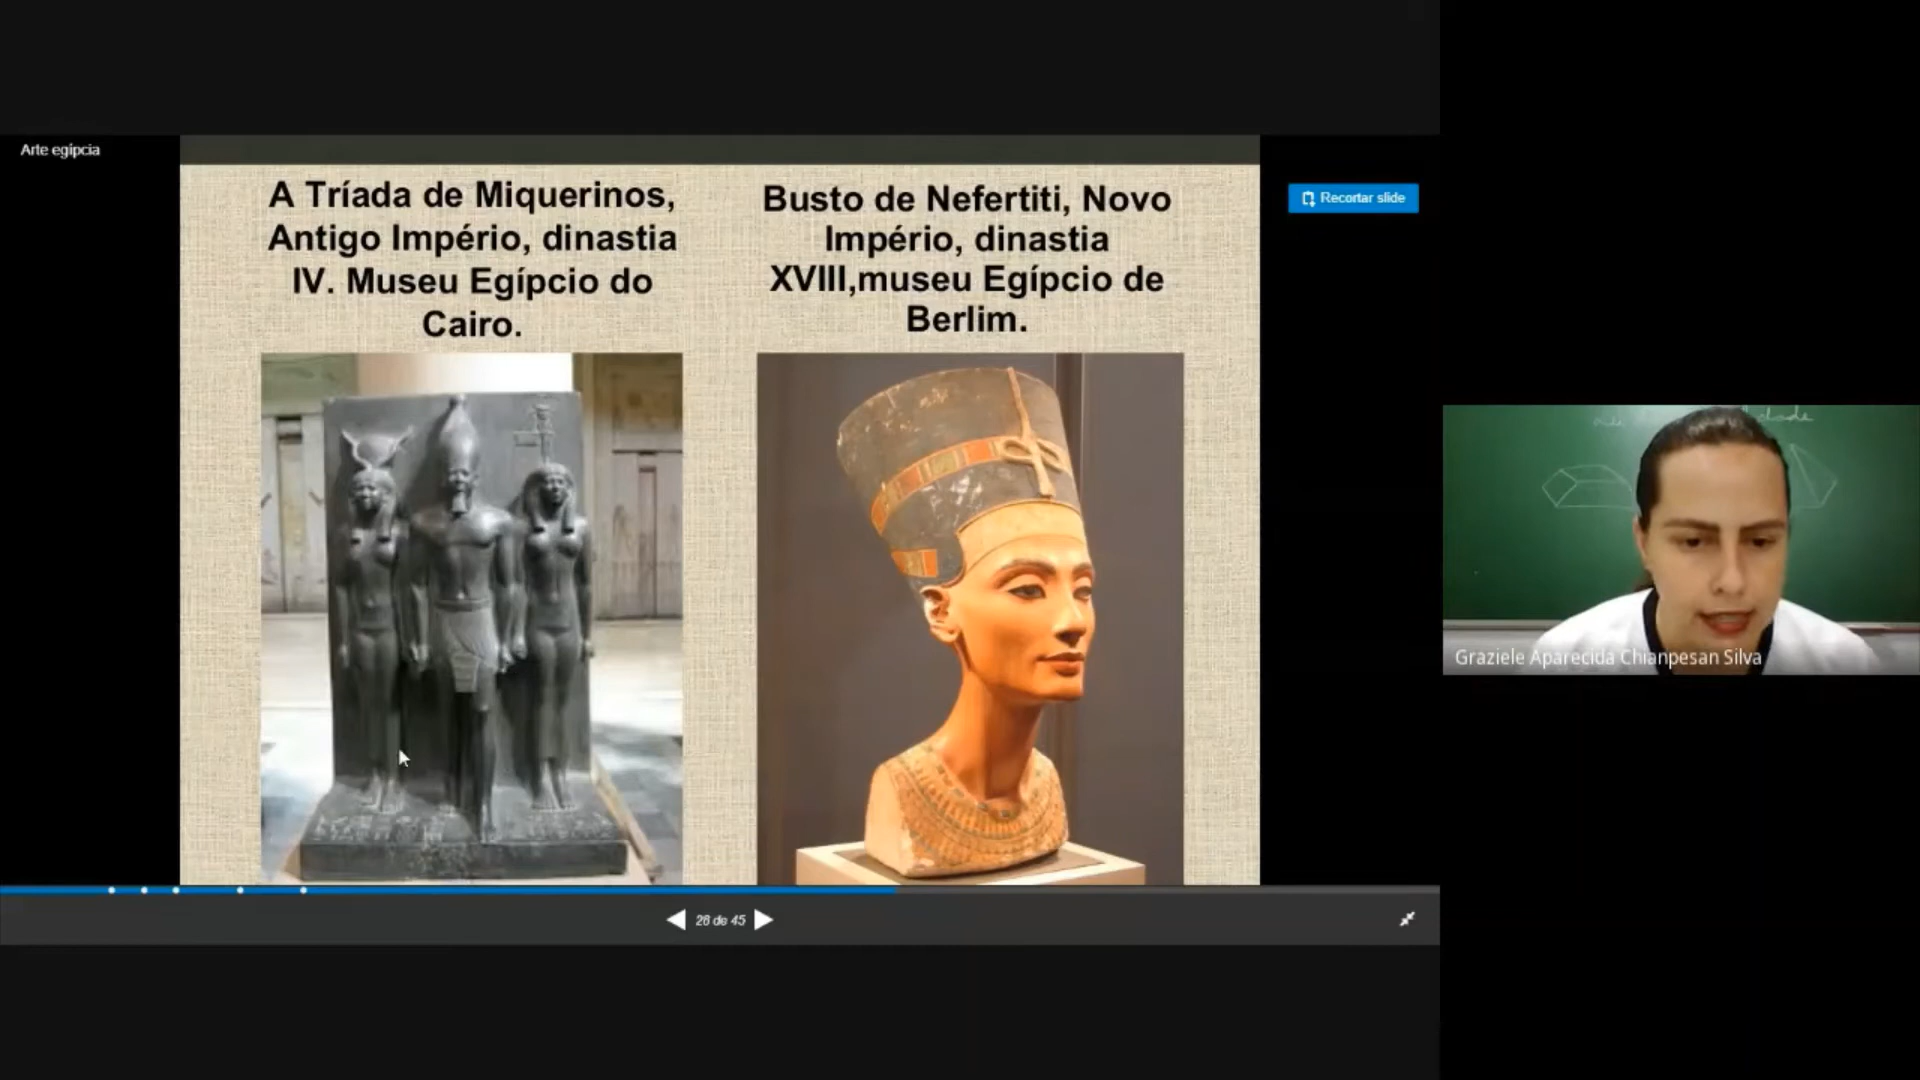 Arte egípcia
A Tríada de Miquerinos,
Antigo Império, dinastia
IV. Museu Egípcio do
Cairo.
Busto de Nefertiti, Novo
Império, dinastia
XVIII,museu Egípcio de
Berlim.
Recortar slide
Graziele Aparecida Chianpesan Silva
26 de 45